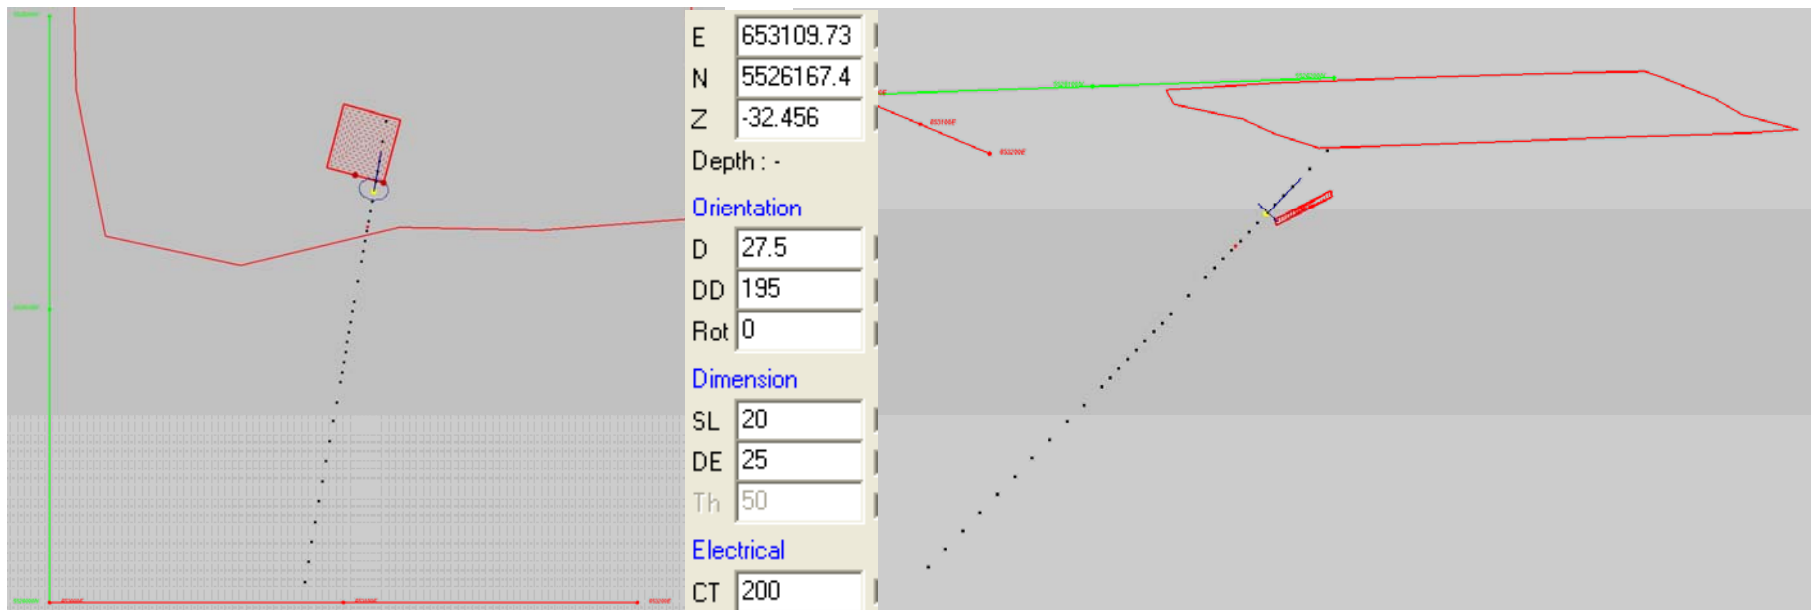 E 653109.73
N 5526167.4
Z -32.456
Depth : -
Orientation
D 27.5
DD 195
Rot 0
Dimension
SL 20
DE 25
Th 50
Electrical
CT 200